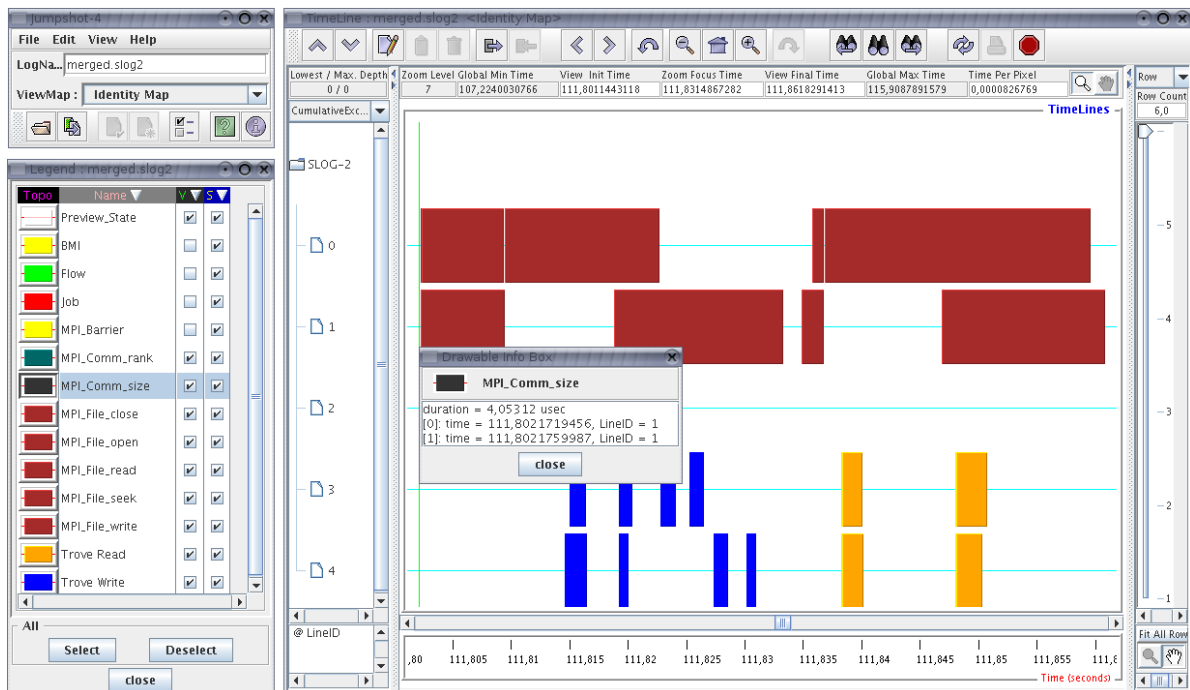 Jumpshot-4
File Edit View Help
LogNa... merged.slog2
ViewMap : Identity Map
Legend : merged.slog2
Topo Name V S
Preview_State
BMI
Flow
Job
MPI_Barrier
MPI_Comm_rank
MPI_Comm_size
MPI_File_close
MPI_File_open
MPI_File_read
MPI_File_seek
MPI_File_write
Trove Read
Trove Write
All
Select Deselect
close
TimeLine : merged.slog2 <Identity Map>
Lowest / Max. Depth Zoom Level Global Min Time View Init Time Zoom Focus Time View Final Time Global Max Time Time Per Pixel
0 / 0 7 107,2240030766 111,8011443118 111,8314867282 111,8618291413 115,9087891579 0,0000826769
Row
Row Count
6,0
CumulativeExc...
TimeLines
SLOG-2
0
1
2
3
4
5
4
3
2
1
Drawable Info Box
MPI_Comm_size
duration = 4,05312 usec
[0]: time = 111,8021719456, LineID = 1
[1]: time = 111,8021759987, LineID = 1
close
@ LineID
,80 111,805 111,81 111,815 111,82 111,825 111,83 111,835 111,84 111,845 111,85 111,855
Time (seconds)
Fit All Row